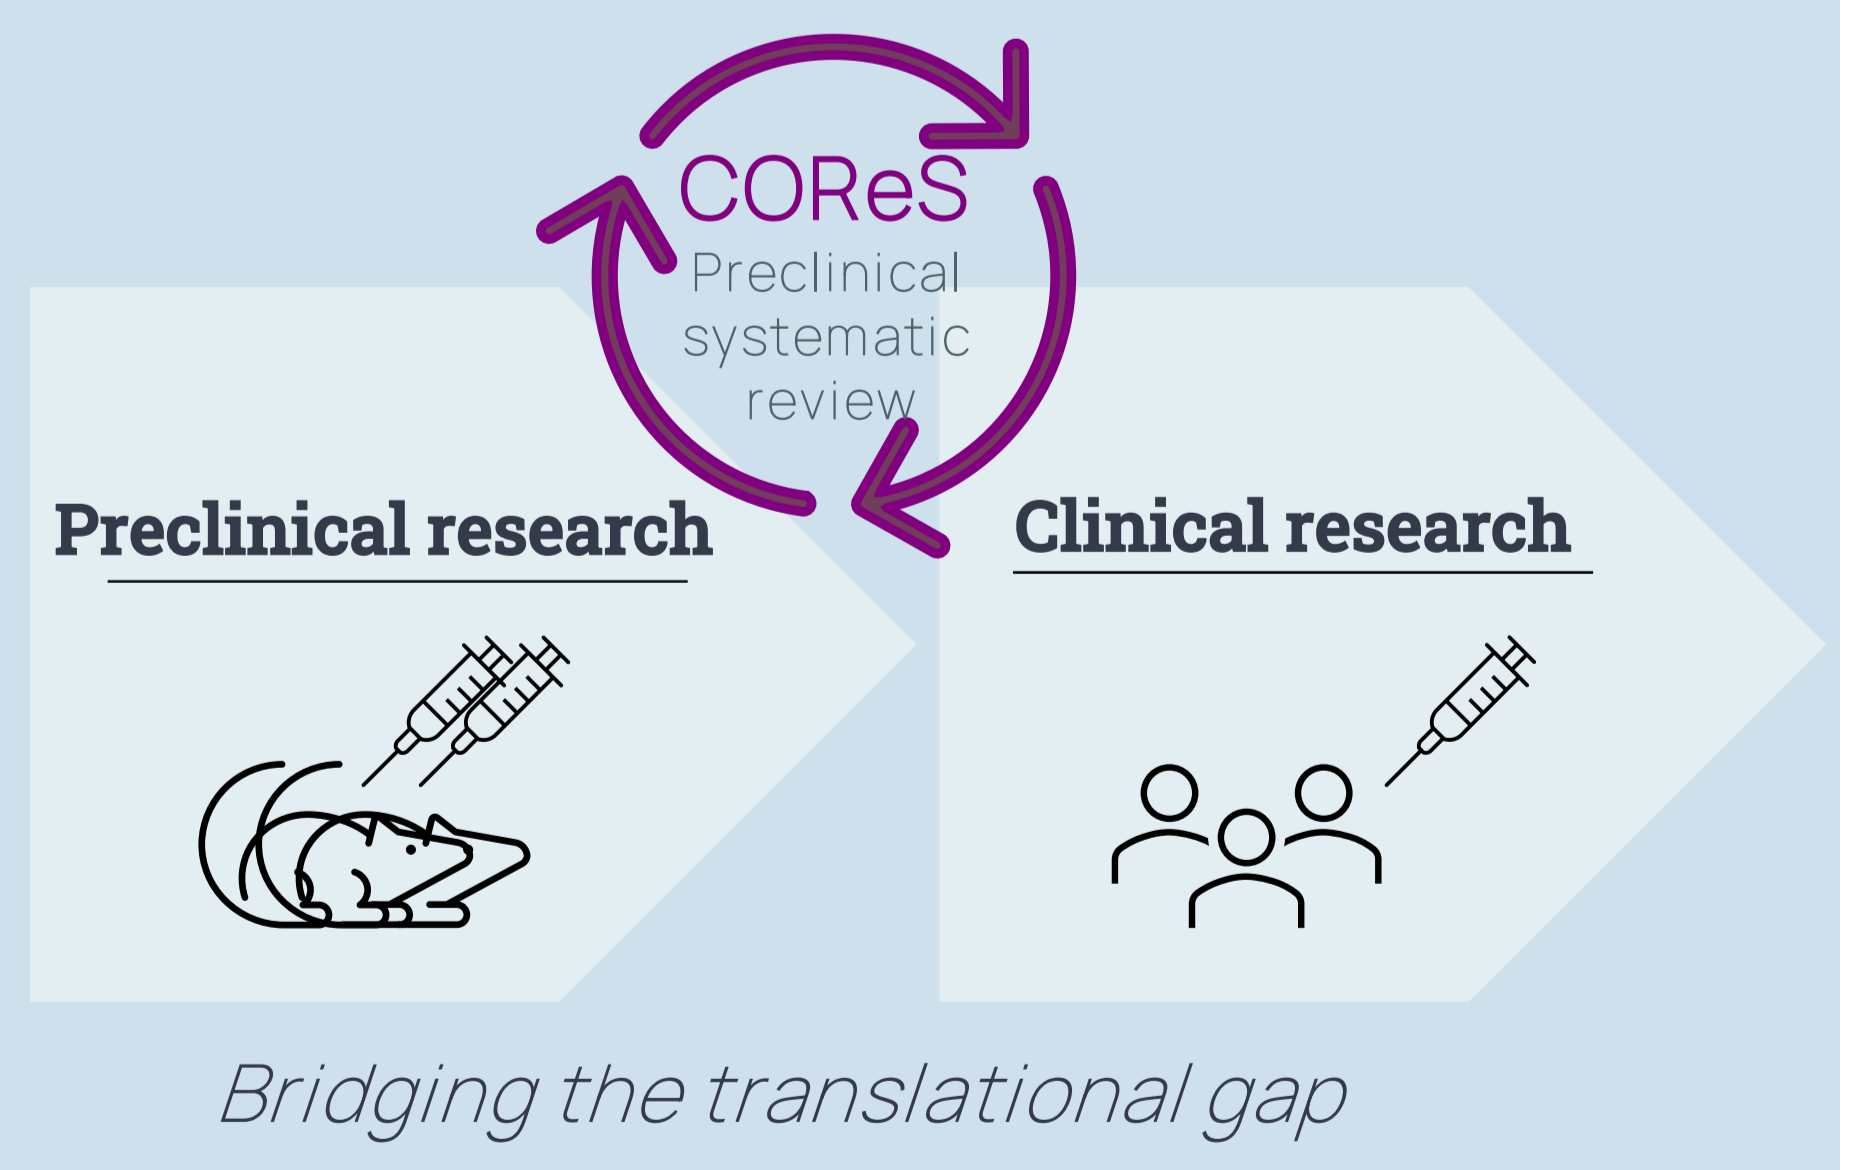 COReS
Preclinical
systematic
review
Preclinical research
Clinical research
Bridging the translational gap